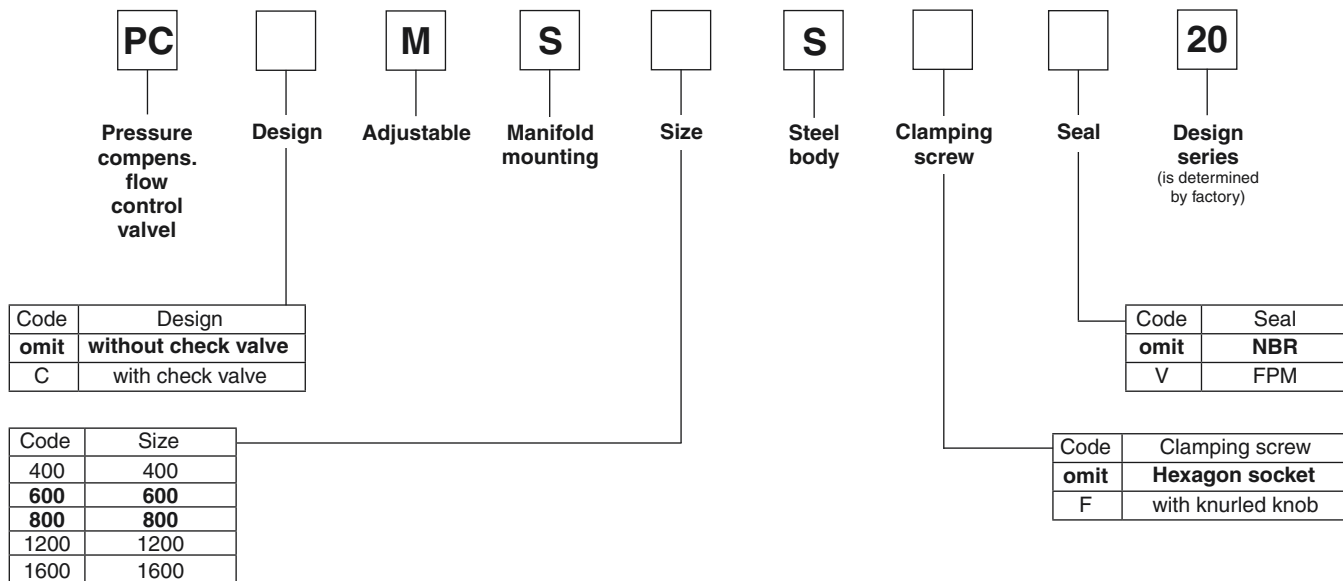 PC M S S 20
Pressure compens. flow control valvel
Design
Adjustable
Manifold mounting
Size
Steel body
Clamping screw
Seal
Design series
(is determined by factory)
Code Design
omit without check valve
C with check valve
Code Seal
omit NBR
V FPM
Code Size
400 400
600 600
800 800
1200 1200
1600 1600
Code Clamping screw
omit Hexagon socket
F with knurled knob